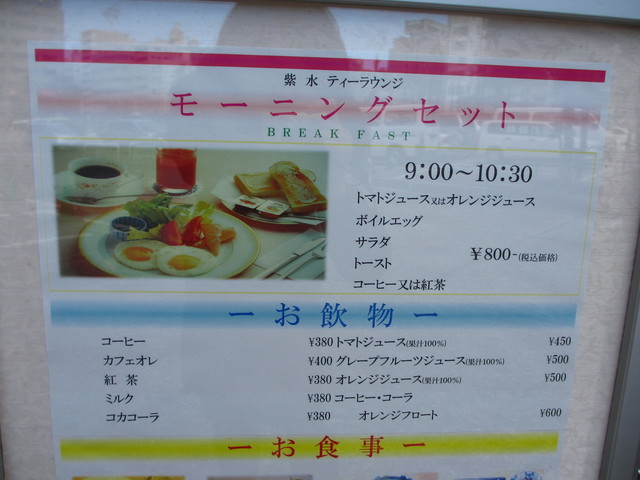 紫水 ティーラウンジ
モーニングセット
BREAK FAST
9:00～10:30
トマトジュース又はオレンジジュース
ボイルエッグ
サラダ
トースト
コーヒー又は紅茶
¥800-(税込価格)
ーお飲物ー
コーヒー ¥380 トマトジュース(果汁100%) ¥450
カフェオレ ¥400 グレープフルーツジュース(果汁100%) ¥500
紅茶 ¥380 オレンジジュース(果汁100%) ¥500
ミルク ¥380 コーヒー・コーラ
コカコーラ ¥380 オレンジフロート ¥600
ーお食事ー